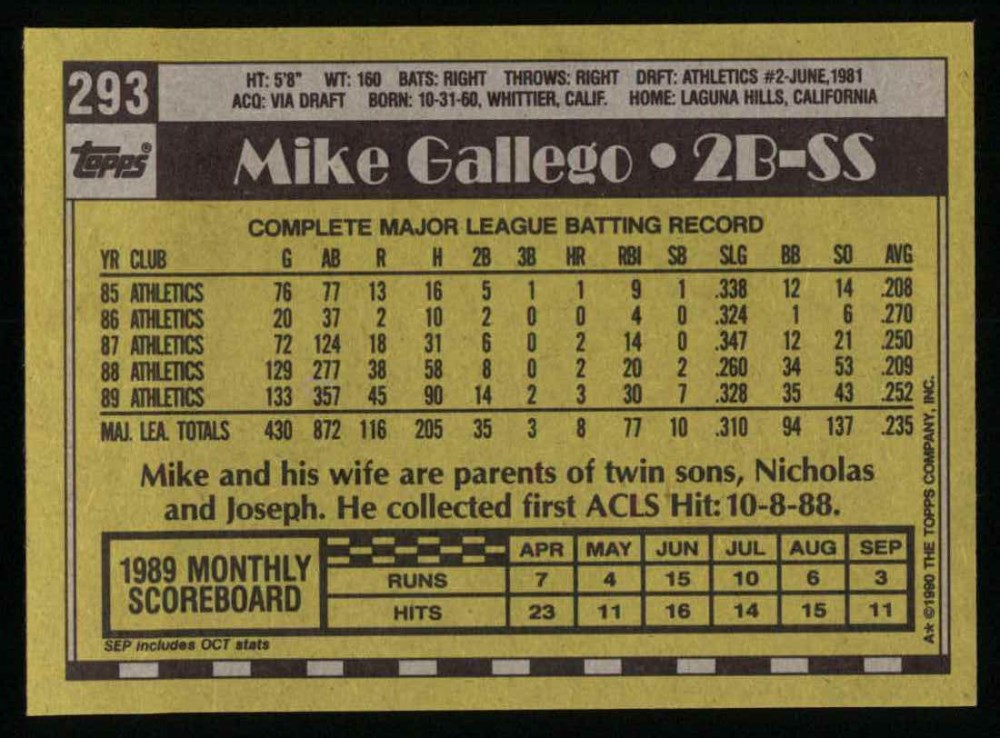 293
HT: 5'8" WT: 160 BATS: RIGHT THROWS: RIGHT DRFT: ATHLETICS #2-JUNE,1981
ACQ: VIA DRAFT BORN: 10-31-60, WHITTIER, CALIF. HOME: LAGUNA HILLS, CALIFORNIA
topps®
Mike Gallego • 2B-SS
COMPLETE MAJOR LEAGUE BATTING RECORD
YR CLUB G AB R H 2B 3B HR RBI SB SLG BB SO AVG
85 ATHLETICS 76 77 13 16 5 1 1 9 1 .338 12 14 .208
86 ATHLETICS 20 37 2 10 2 0 0 4 0 .324 1 6 .270
87 ATHLETICS 72 124 18 31 6 0 2 14 0 .347 12 21 .250
88 ATHLETICS 129 277 38 58 8 0 2 20 2 .260 34 53 .209
89 ATHLETICS 133 357 45 90 14 2 3 30 7 .328 35 43 .252
MAJ. LEA. TOTALS 430 872 116 205 35 3 8 77 10 .310 94 137 .235
Mike and his wife are parents of twin sons, Nicholas
and Joseph. He collected first ACLS Hit: 10-8-88.
1989 MONTHLY
SCOREBOARD
APR MAY JUN JUL AUG SEP
RUNS 7 4 15 10 6 3
HITS 23 11 16 14 15 11
SEP includes OCT stats
A* ©1990 THE TOPPS COMPANY, INC.